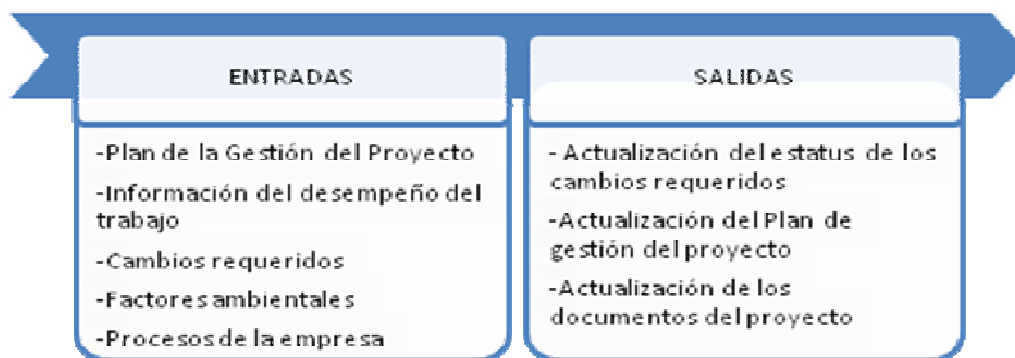 ENTRADAS
-Plan de la Gestión del Proyecto
-Información del desempeño del
trabajo
-Cambios requeridos
-Factores ambientales
-Procesos de la empresa
SALIDAS
- Actualización del estatus de los
cambios requeridos
-Actualización del Plan de
gestión del proyecto
-Actualización de los
documentos del proyecto